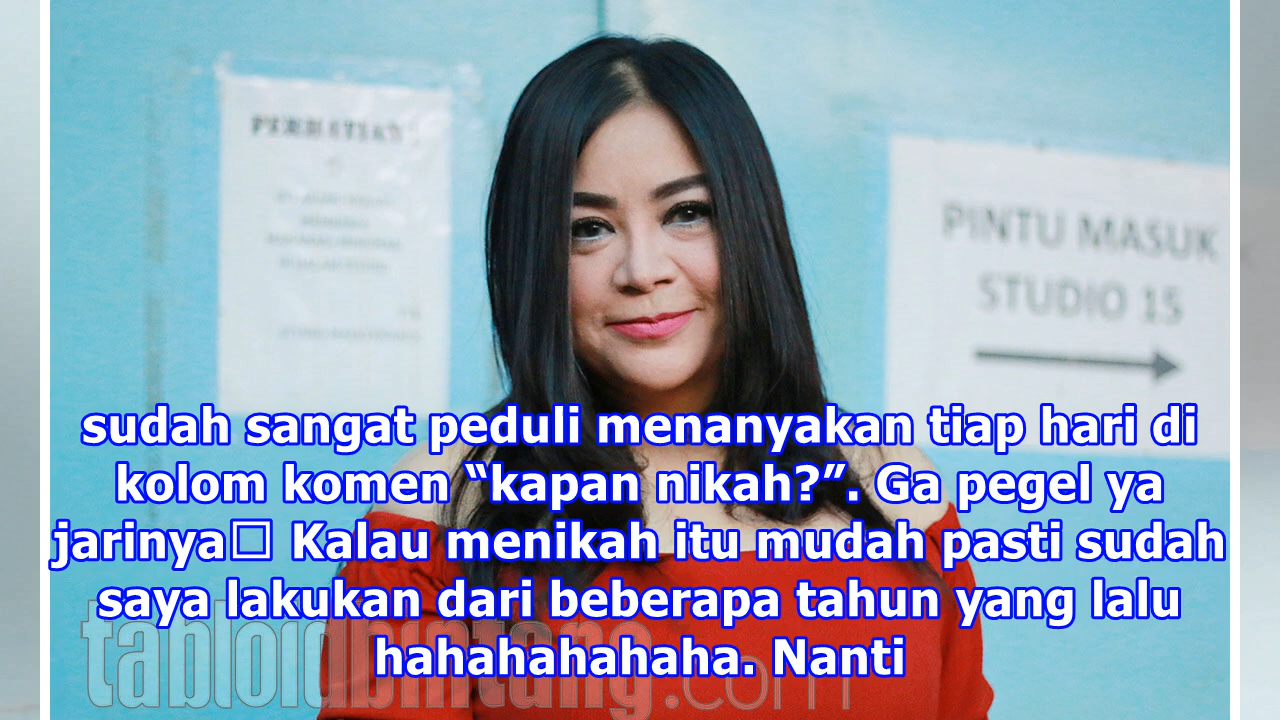 PERHATIAN
PINTU MASUK
STUDIO 15
sudah sangat peduli menanyakan tiap hari di
kolom komen “kapan nikah?”. Ga pegel ya
jarinya Kalau menikah itu mudah pasti sudah
saya lakukan dari beberapa tahun yang lalu
hahahahahaha. Nanti
tabloidbintang.com